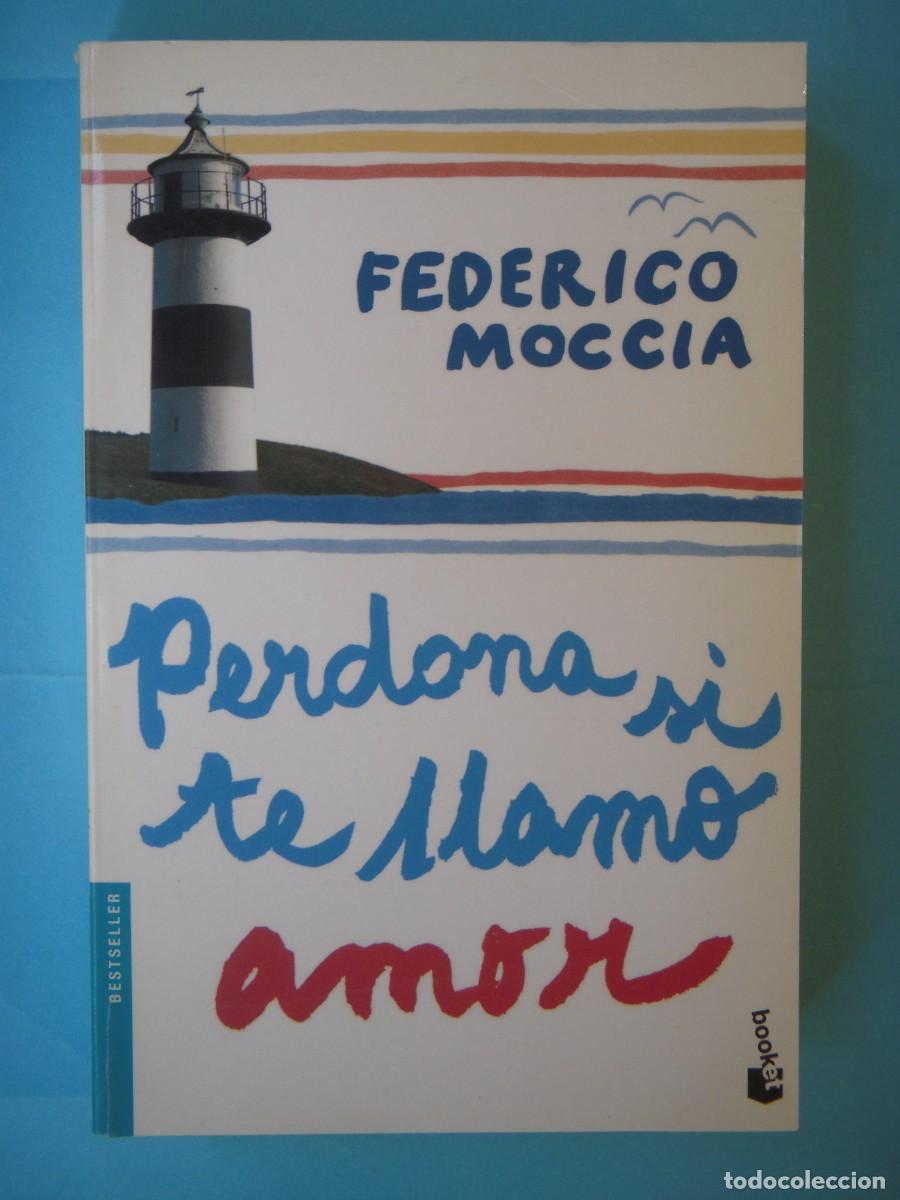 FEDERICO
MOCCIA
Perdona si
te llamo
amor
BESTSELLER
booket
todocoleccion